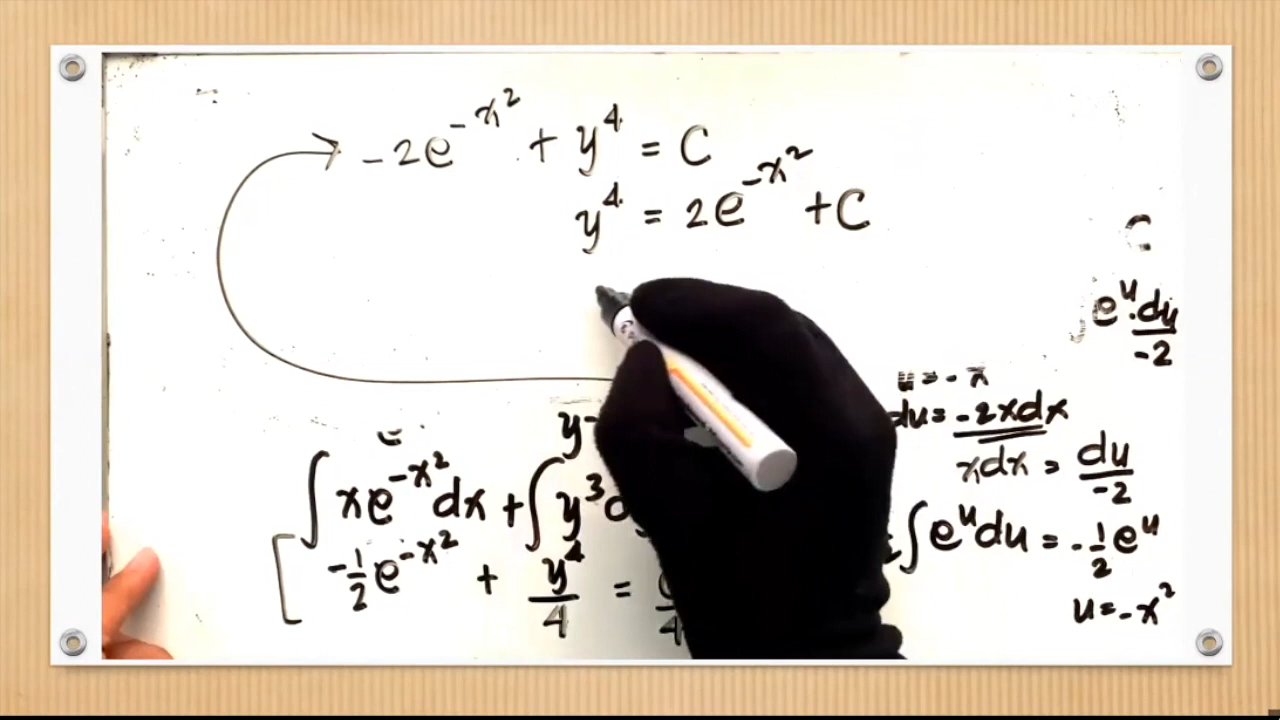 -2e^{-x^2} + y^4 = C
y^4 = 2e^{-x^2} + C
C
∫ e^u · du/-2
u = -x
du = -2xdx
xdx = du/-2
∫ xe^{-x^2} dx + ∫ y^3
-1/2 e^{-x^2} + y^4/4 =
∫ e^u du = -1/2 e^u
u = -x^2